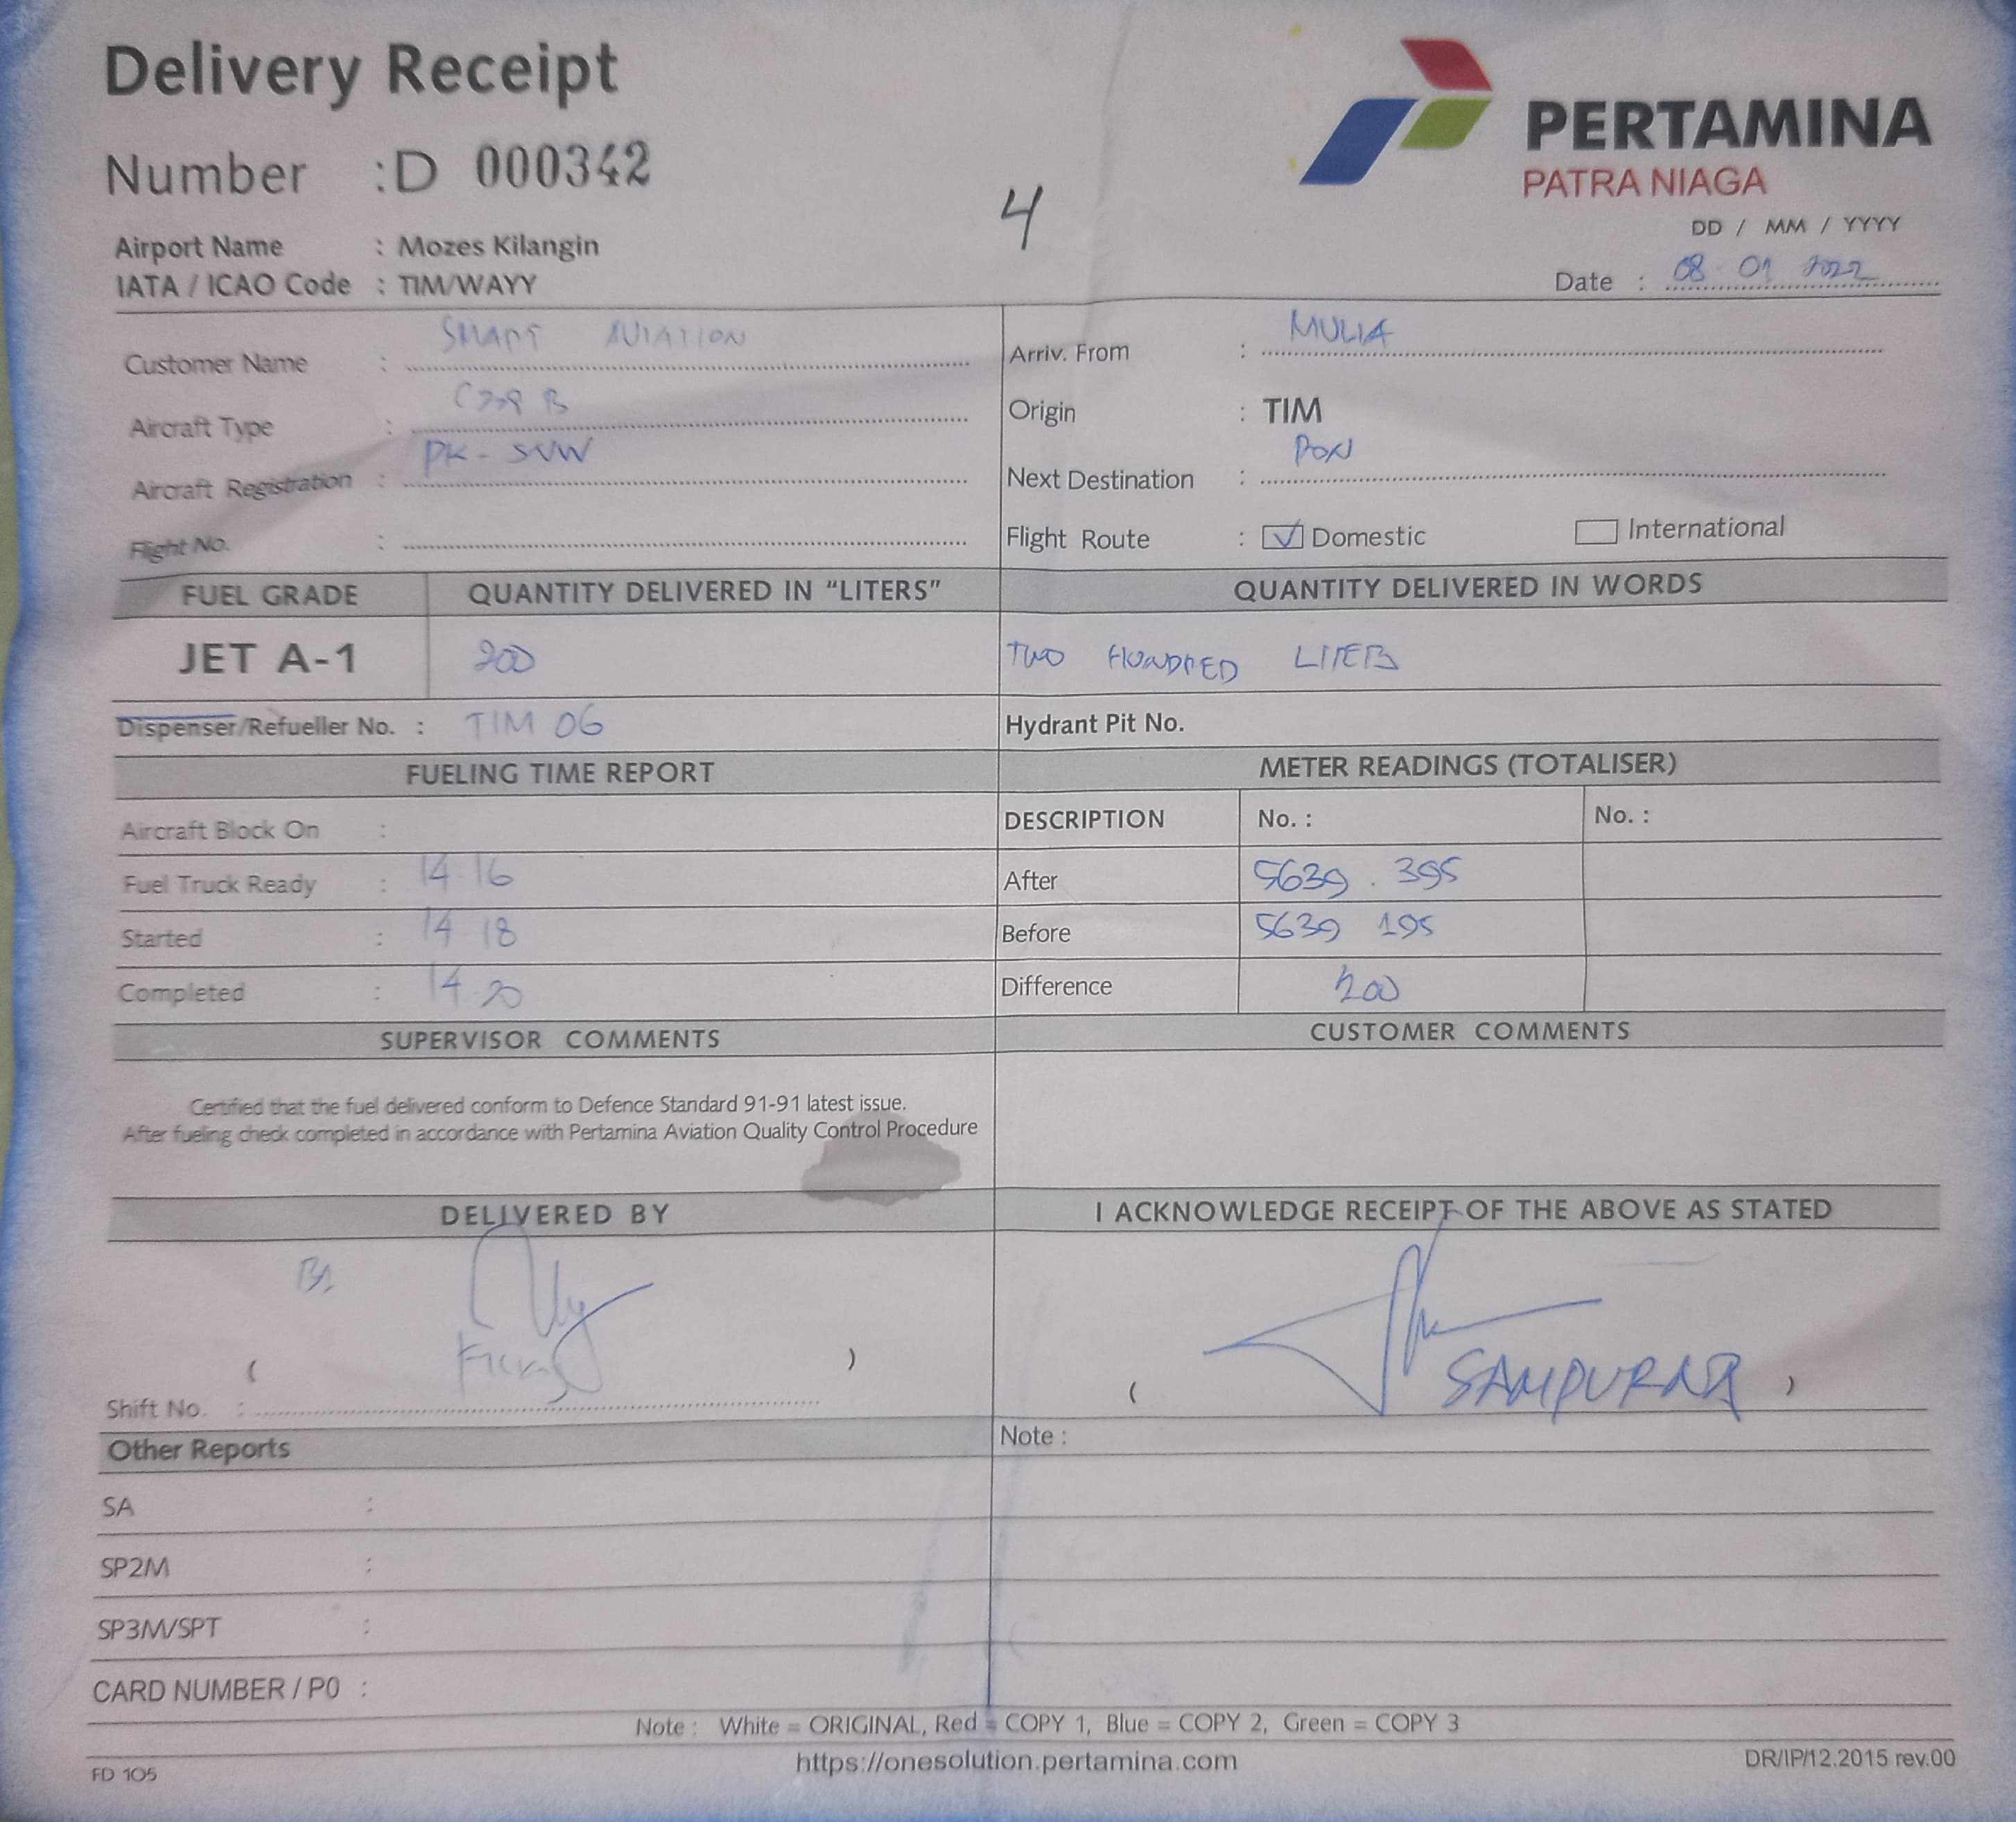 Delivery Receipt
Number : D 000342
4
PERTAMINA
PATRA NIAGA
DD / MM / YYYY
Date : 08 01 2022
Airport Name : Mozes Kilangin
IATA / ICAO Code : TIM/WAYY
Customer Name : SMART AVIATION
Aircraft Type : C208 B
Aircraft Registration : PK-SNW
Flight No. :
Arriv. From : MULIA
Origin : TIM
Next Destination :
Flight Route : Domestic International
FUEL GRADE QUANTITY DELIVERED IN "LITERS" QUANTITY DELIVERED IN WORDS
JET A-1 200 TWO HUNDRED LITER
Dispenser/Refueller No. : TIM 06 Hydrant Pit No.
FUELING TIME REPORT METER READINGS (TOTALISER)
Aircraft Block On : DESCRIPTION No. : No. :
Fuel Truck Ready : 14 16 After 5639 . 395
Started : 14 18 Before 5639 195
Completed : 14 20 Difference 200
SUPERVISOR COMMENTS CUSTOMER COMMENTS
Certified that the fuel delivered conform to Defence Standard 91-91 latest issue.
After fueling check completed in accordance with Pertamina Aviation Quality Control Procedure
DELIVERED BY I ACKNOWLEDGE RECEIPT OF THE ABOVE AS STATED
( ) ( SAMPURNA )
Shift No. :
Other Reports Note :
SA :
SP2M :
SP3M/SPT :
CARD NUMBER / P0 :
Note : White = ORIGINAL, Red = COPY 1, Blue = COPY 2, Green = COPY 3
https://onesolution.pertamina.com
FD 105 DR/IP/12.2015 rev.00